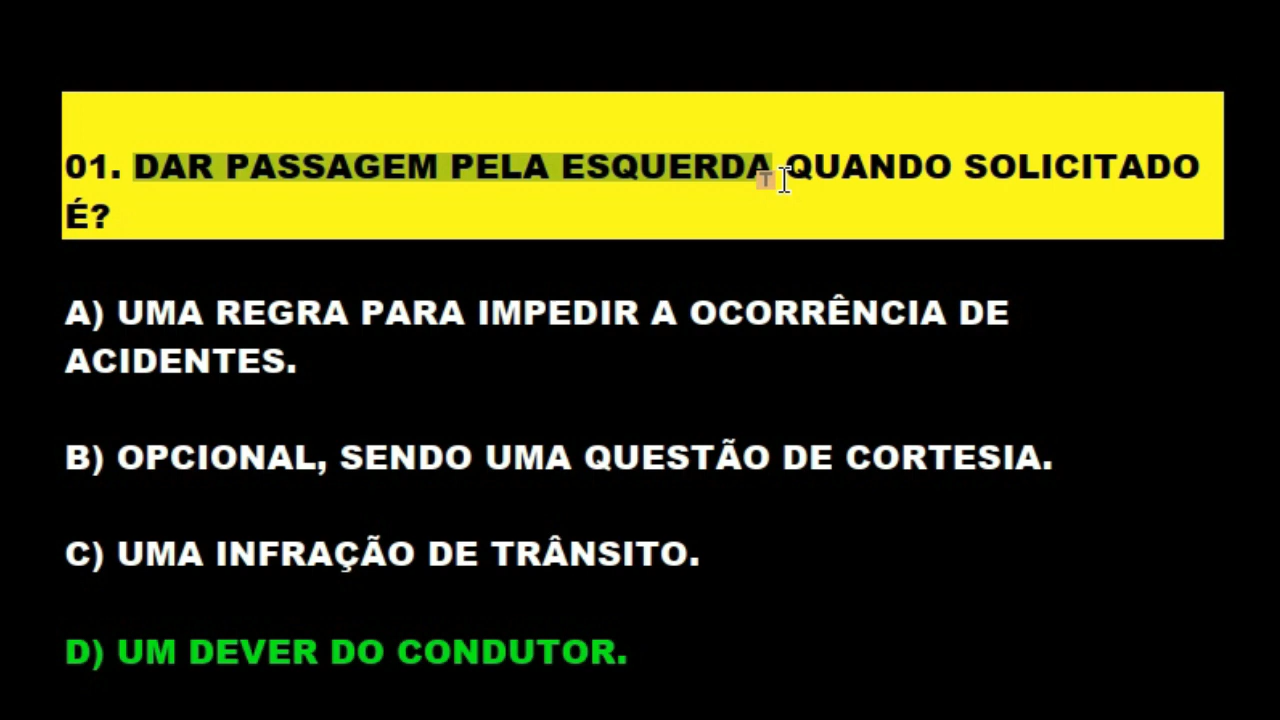 01. DAR PASSAGEM PELA ESQUERDA QUANDO SOLICITADO
É?
A) UMA REGRA PARA IMPEDIR A OCORRÊNCIA DE
ACIDENTES.
B) OPCIONAL, SENDO UMA QUESTÃO DE CORTESIA.
C) UMA INFRAÇÃO DE TRÂNSITO.
D) UM DEVER DO CONDUTOR.